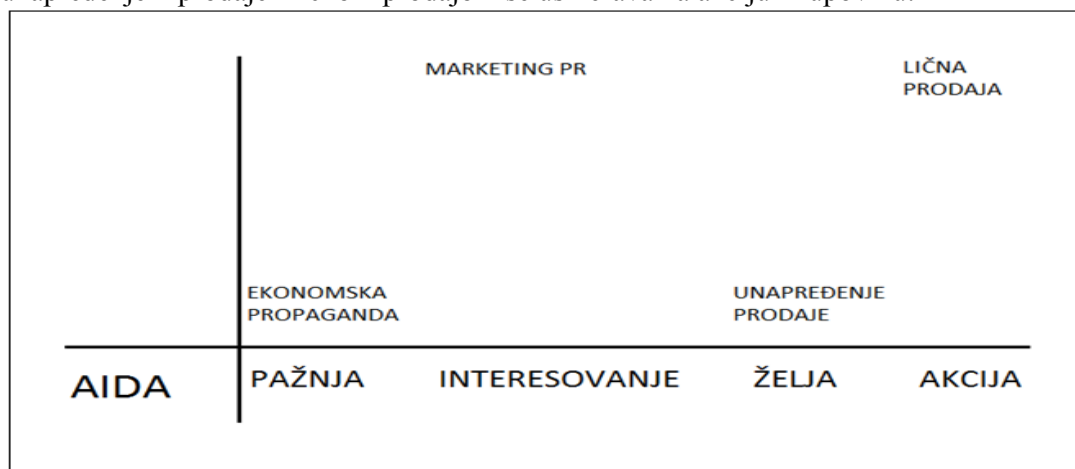 MARKETING PR
LIČNA
PRODAJA
EKONOMSKA
PROPAGANDA
UNAPREĐENJE
PRODAJE
AIDA
PAŽNJA
INTERESOVANJE
ŽELJA
AKCIJA